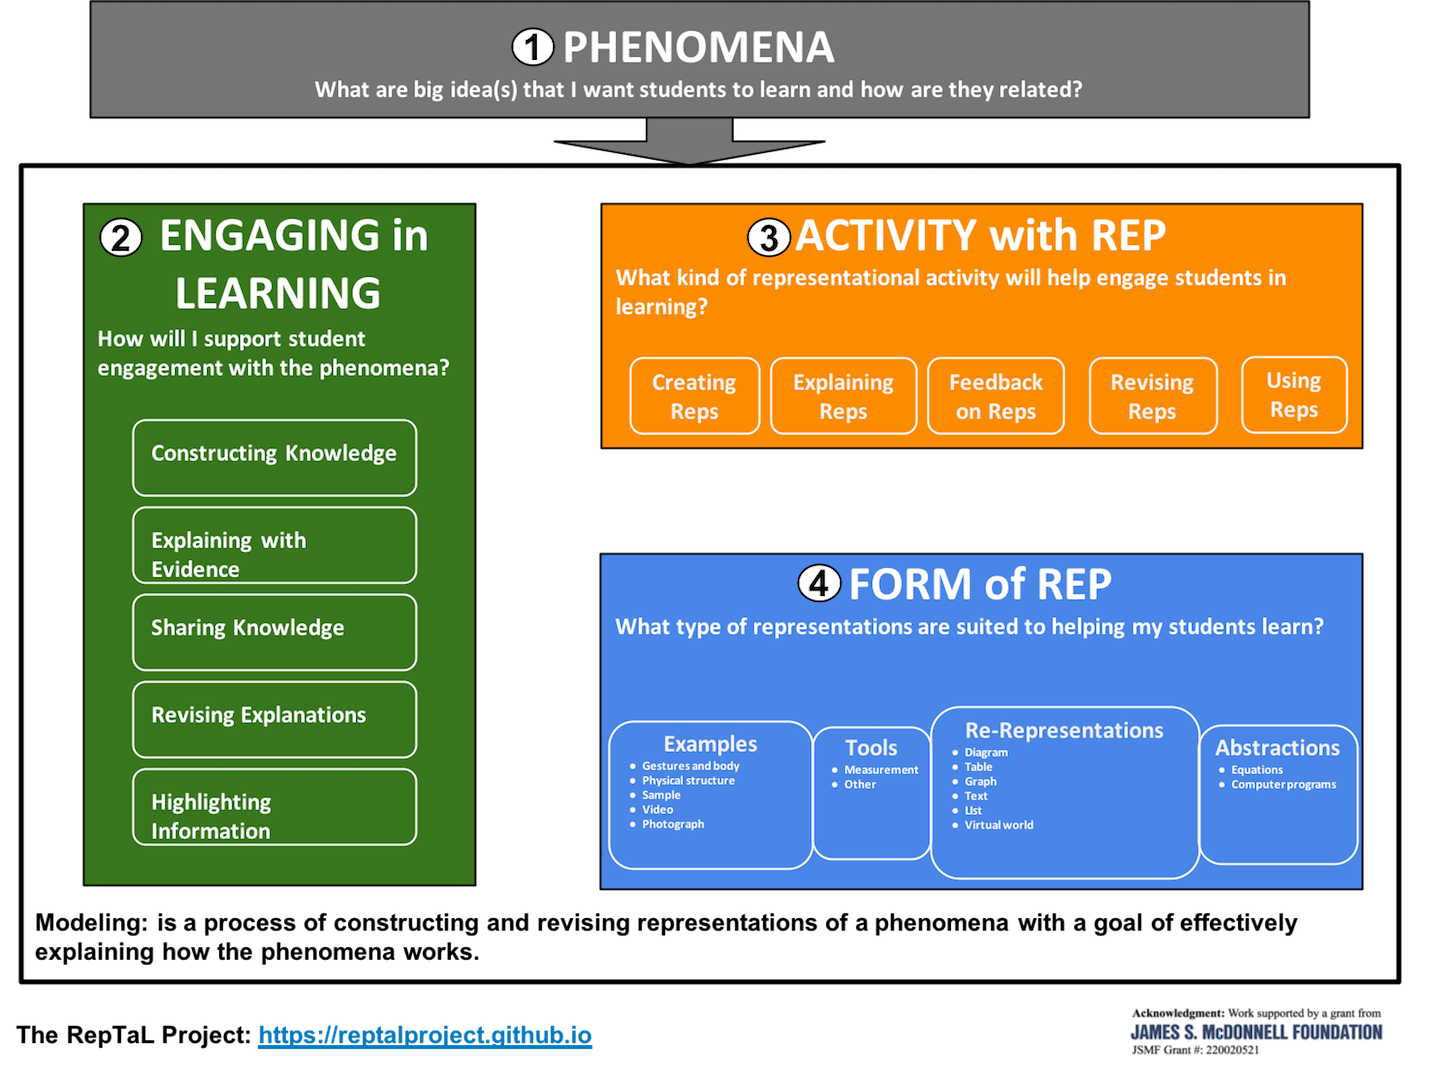 1 PHENOMENA
What are big idea(s) that I want students to learn and how are they related?
2 ENGAGING in
LEARNING
How will I support student
engagement with the phenomena?
Constructing Knowledge
Explaining with
Evidence
Sharing Knowledge
Revising Explanations
Highlighting
Information
3 ACTIVITY with REP
What kind of representational activity will help engage students in
learning?
Creating
Reps
Explaining
Reps
Feedback
on Reps
Revising
Reps
Using
Reps
4 FORM of REP
What type of representations are suited to helping my students learn?
Examples
● Gestures and body
● Physical structure
● Sample
● Video
● Photograph
Tools
● Measurement
● Other
Re-Representations
● Diagram
● Table
● Graph
● Text
● LIst
● Virtual world
Abstractions
● Equations
● Computer programs
Modeling: is a process of constructing and revising representations of a phenomena with a goal of effectively
explaining how the phenomena works.
The RepTaL Project: https://reptalproject.github.io
Acknowledgment: Work supported by a grant from
JAMES S. McDONNELL FOUNDATION
JSMF Grant #: 220020521